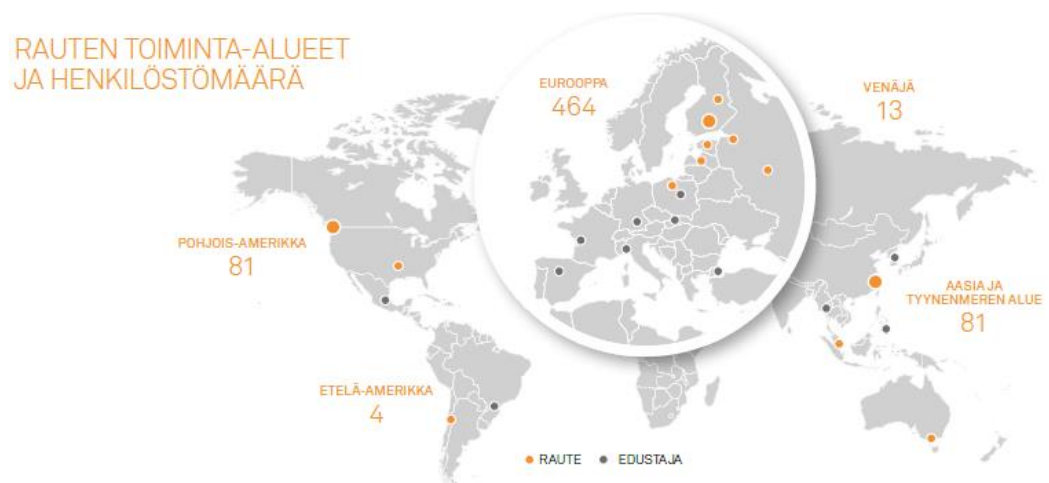 RAUTEN TOIMINTA-ALUEET
JA HENKILÖSTÖMÄÄRÄ
EUROOPPA
464
VENÄJÄ
13
POHJOIS-AMERIKKA
81
AASIA JA
TYYNENMEREN ALUE
81
ETELÄ-AMERIKKA
4
RAUTE
EDUSTAJA